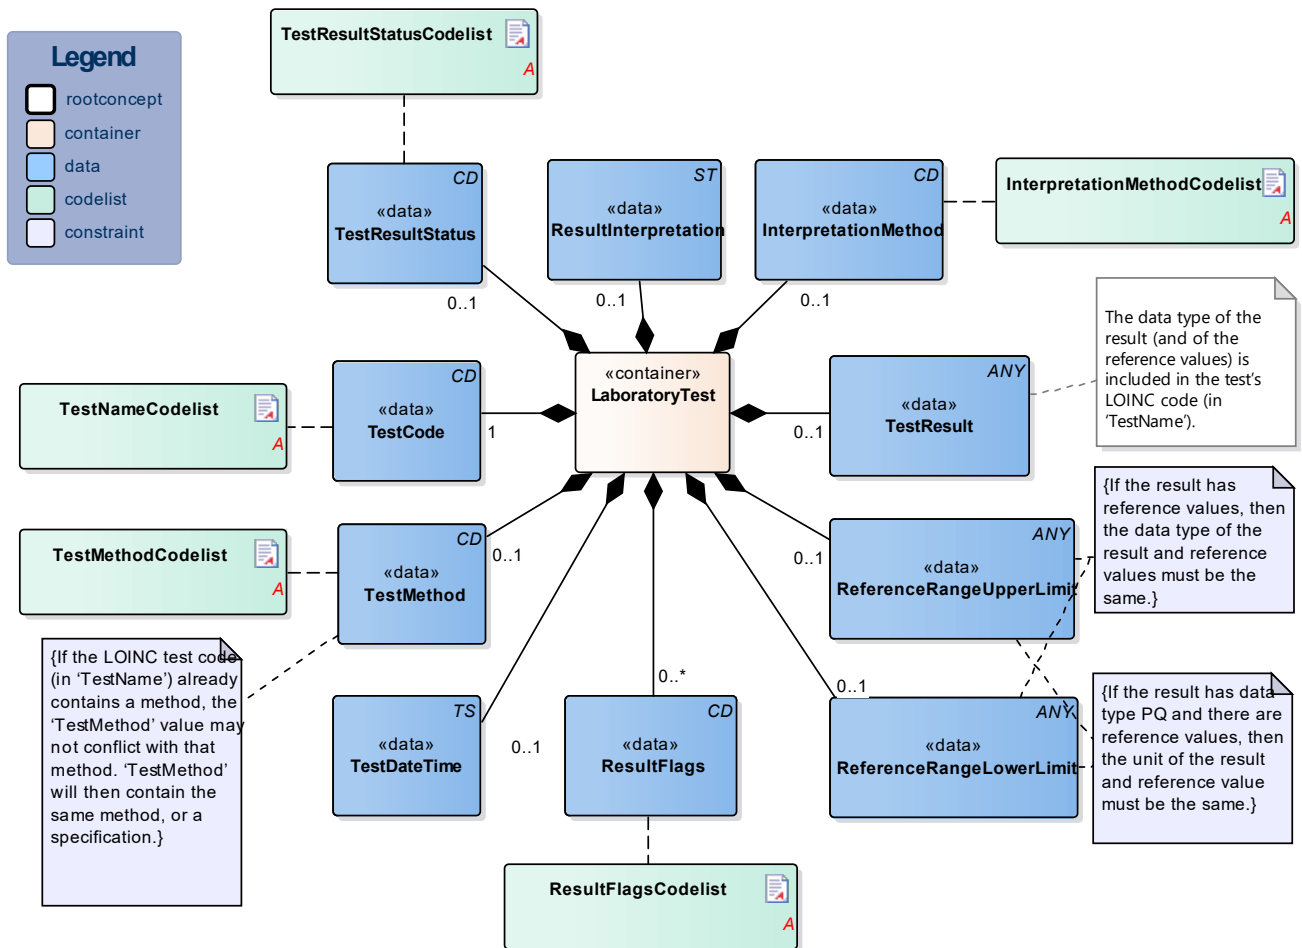 Legend
rootconcept
container
data
codelist
constraint
TestResultStatusCodelist
A
CD
«data»
TestResultStatus
0..1
ST
«data»
ResultInterpretation
0..1
CD
«data»
InterpretationMethod
0..1
InterpretationMethodCodelist
A
The data type of the
result (and of the
reference values) is
included in the test's
LOINC code (in
'TestName').
«container»
LaboratoryTest
TestNameCodelist
A
CD
«data»
TestCode
1
ANY
«data»
TestResult
0..1
{If the result has
reference values, then
the data type of the
result and reference
values must be the
same.}
TestMethodCodelist
A
CD
«data»
TestMethod
0..1
ANY
«data»
ReferenceRangeUpperLimit
0..1
{If the LOINC test code
(in ‘TestName’) already
contains a method, the
‘TestMethod’ value may
not conflict with that
method. ‘TestMethod’
will then contain the
same method, or a
specification.}
TS
«data»
TestDateTime
0..1
CD
«data»
ResultFlags
0..*
ANY
«data»
ReferenceRangeLowerLimit
0..1
{If the result has data
type PQ and there are
reference values, then
the unit of the result
and reference value
must be the same.}
ResultFlagsCodelist
A